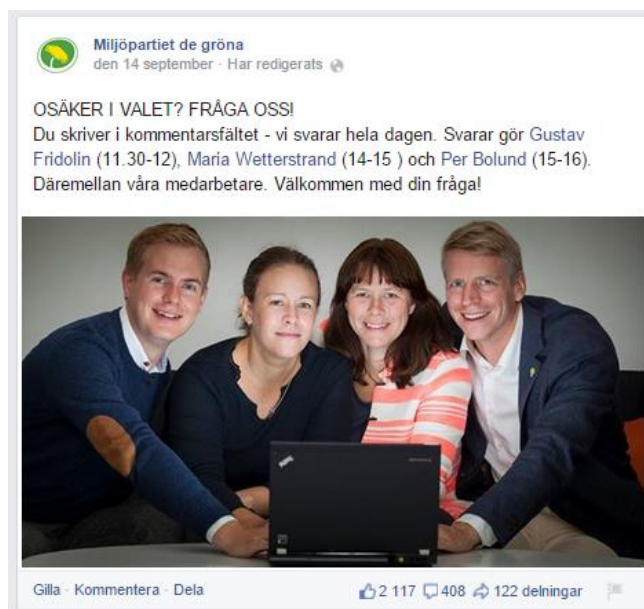 Miljöpartiet de gröna
den 14 september · Har redigerats
OSÄKER I VALET? FRÅGA OSS!
Du skriver i kommentarsfältet - vi svarar hela dagen. Svarar gör Gustav
Fridolin (11.30-12), Maria Wetterstrand (14-15 ) och Per Bolund (15-16).
Däremellan våra medarbetare. Välkommen med din fråga!
ThinkPad
Gilla · Kommentera · Dela
2 117 408 122 delningar